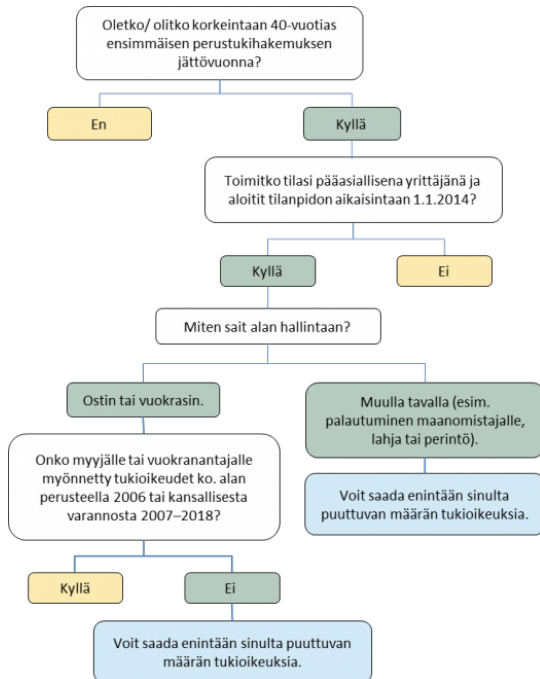 Oletko/ olitko korkeintaan 40-vuotias
ensimmäisen perustukihakemuksen
jättövuonna?
En
Kyllä
Toimitko tilasi pääasiallisena yrittäjänä ja
aloitit tilanpidon aikaisintaan 1.1.2014?
Kyllä
Ei
Miten sait alan hallintaan?
Ostin tai vuokrasin.
Muulla tavalla (esim.
palautuminen maanomistajalle,
lahja tai perintö).
Onko myyjälle tai vuokranantajalle
myönnetty tukioikeudet ko. alan
perusteella 2006 tai kansallisesta
varannosta 2007–2018?
Voit saada enintään sinulta
puuttuvan määrän tukioikeuksia.
Kyllä
Ei
Voit saada enintään sinulta puuttuvan
määrän tukioikeuksia.